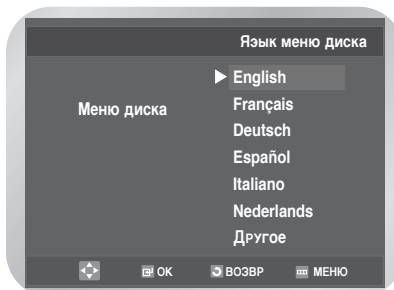 Язык меню диска
Меню диска
English
Français
Deutsch
Español
Italiano
Nederlands
Другое
OK ВОЗВР МЕНЮ